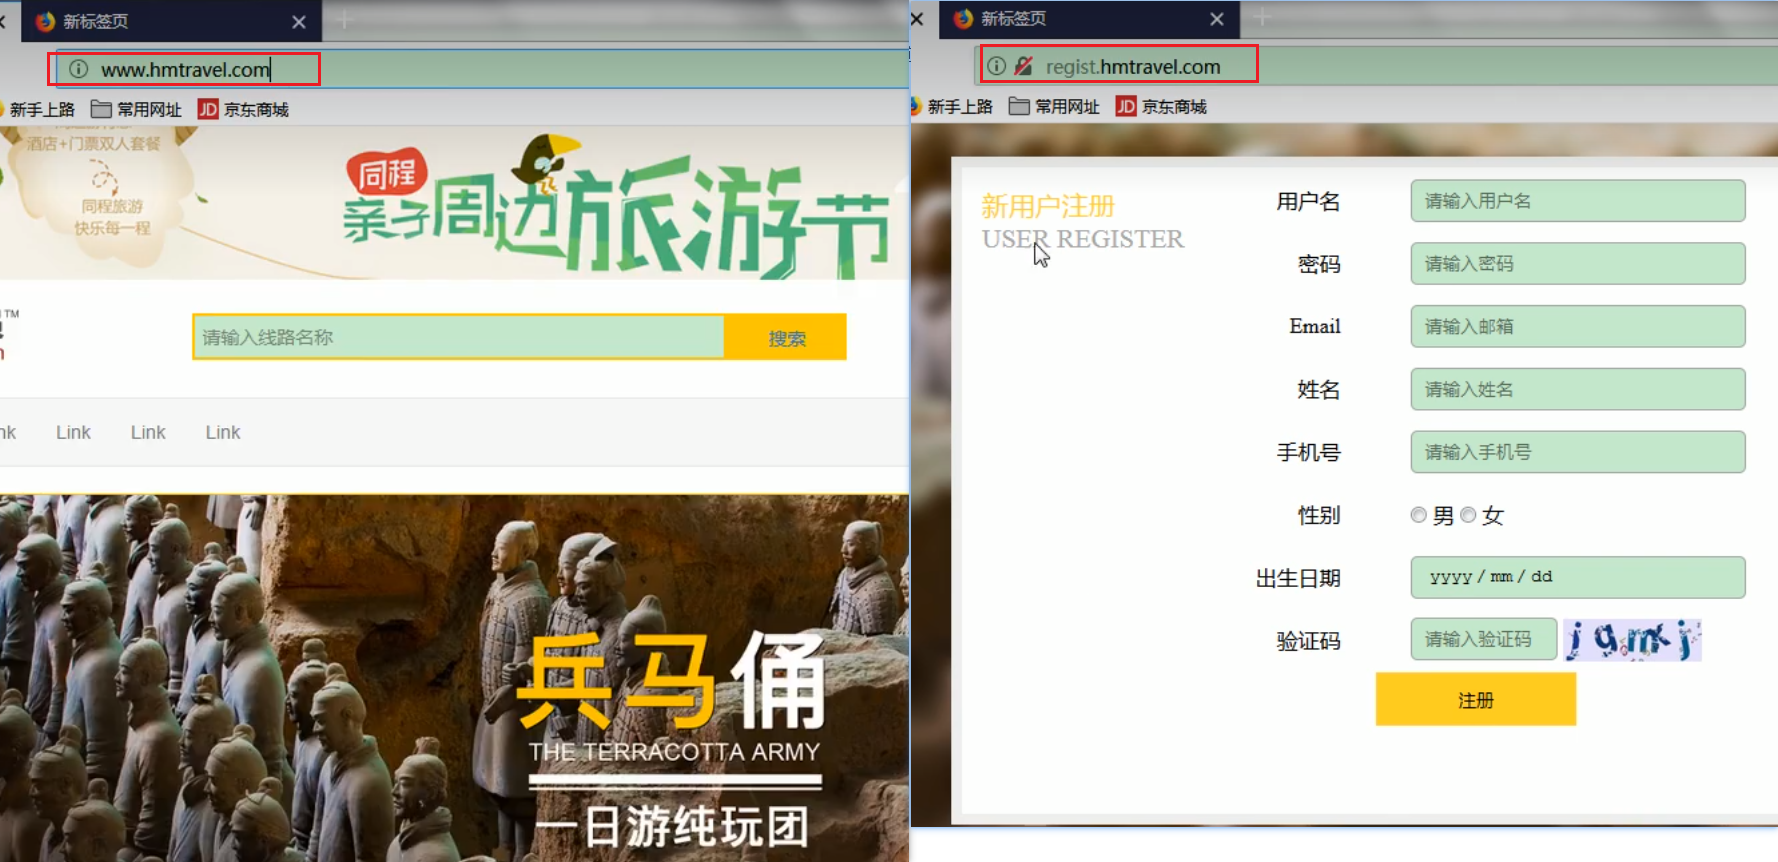 新标签页
www.hmtravel.com
新手上路 常用网址 JD 京东商城
酒店+门票双人套餐
同程旅游
快乐每一程
同程
亲子周边旅游节
TM
请输入线路名称 搜索
nk Link Link Link
兵马俑
THE TERRACOTTA ARMY
一日游纯玩团
新标签页
regist.hmtravel.com
新手上路 常用网址 JD 京东商城
新用户注册
USER REGISTER
用户名 请输入用户名
密码 请输入密码
Email 请输入邮箱
姓名 请输入姓名
手机号 请输入手机号
性别 男 女
出生日期 yyyy / mm / dd
验证码 请输入验证码
注册